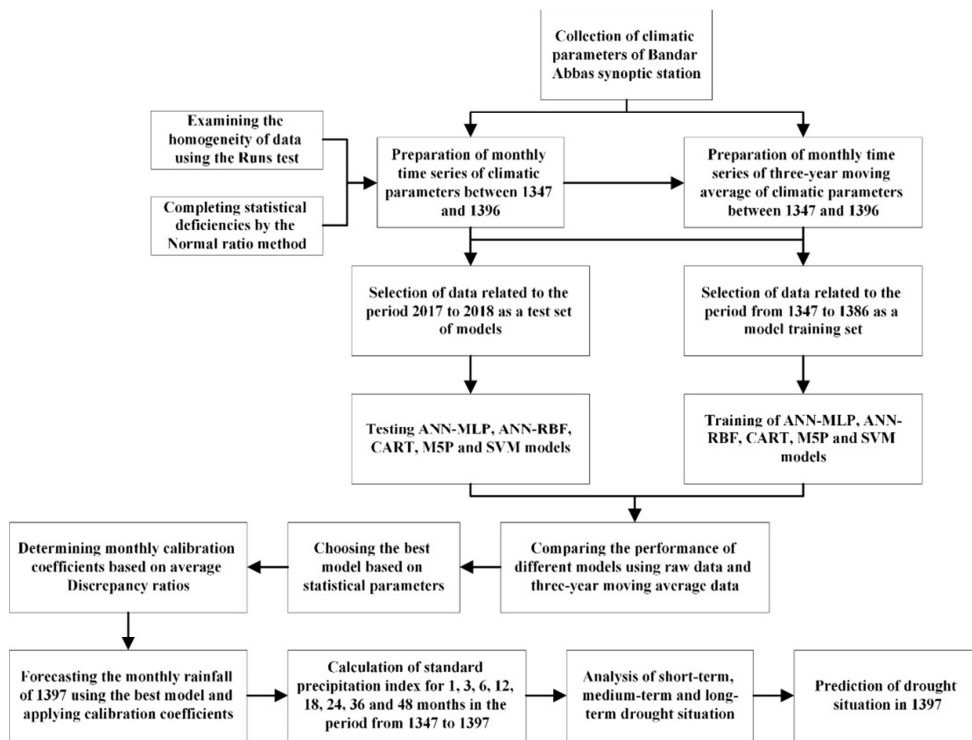 Collection of climatic
parameters of Bandar
Abbas synoptic station
Examining the
homogeneity of data
using the Runs test
Completing statistical
deficiencies by the
Normal ratio method
Preparation of monthly
time series of climatic
parameters between 1347
and 1396
Preparation of monthly
time series of three-year
moving average of
climatic parameters
between 1347 and 1396
Selection of data related to the
period 2017 to 2018 as a test set
of models
Selection of data related to the
period from 1347 to 1386 as a
model training set
Testing ANN-MLP, ANN-RBF,
CART, M5P and SVM models
Training of ANN-MLP, ANN-
RBF, CART, M5P and SVM
models
Comparing the performance of
different models using raw data and
three-year moving average data
Choosing the best
model based on
statistical parameters
Determining monthly calibration
coefficients based on average
Discrepancy ratios
Forecasting the monthly rainfall
of 1397 using the best model and
applying calibration coefficients
Calculation of standard
precipitation index for 1, 3, 6, 12,
18, 24, 36 and 48 months in the
period from 1347 to 1397
Analysis of short-term,
medium-term and long-
term drought situation
Prediction of drought
situation in 1397